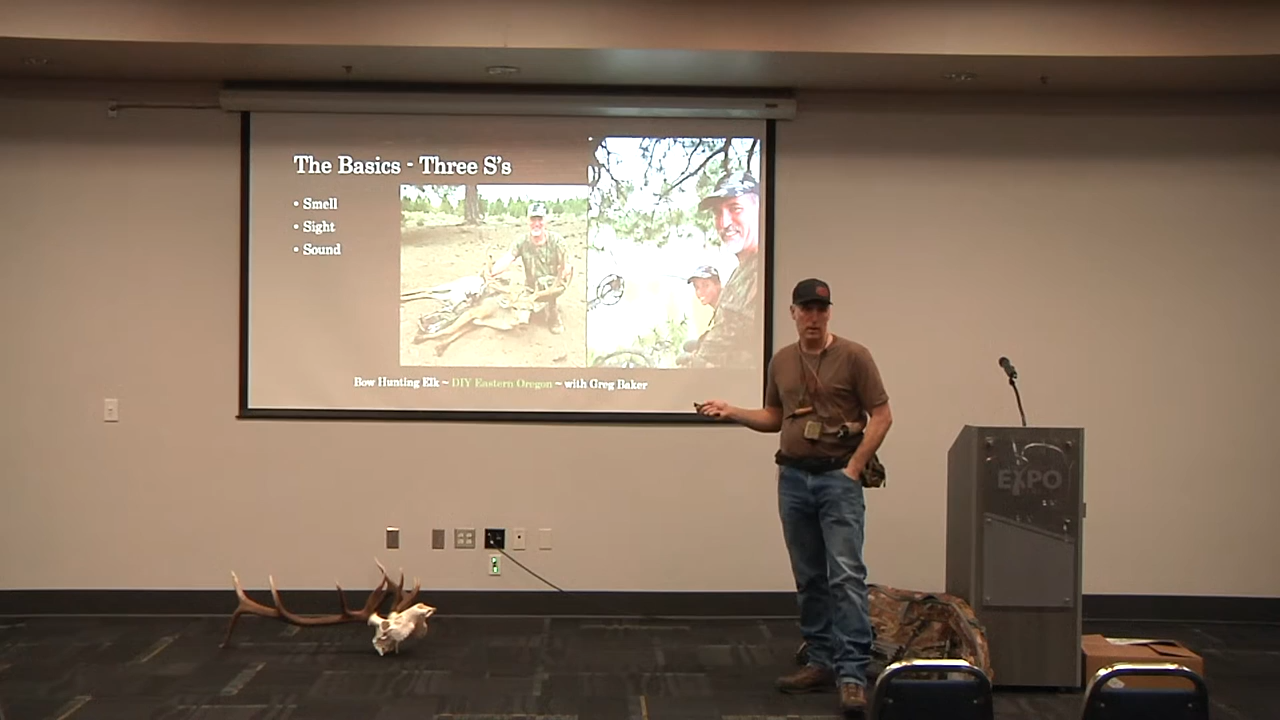 The Basics - Three S's
• Smell
• Sight
• Sound
Bow Hunting Elk ~ DIY Eastern Oregon ~ with Greg Baker
EXPO